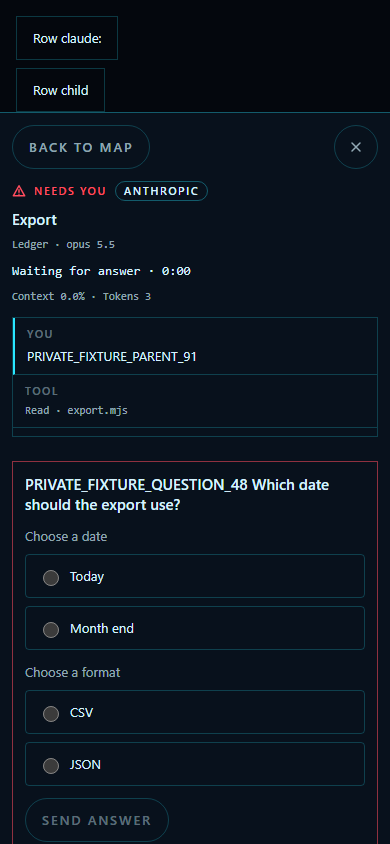 Row claude:
Row child
BACK TO MAP
NEEDS YOU ANTHROPIC
Export
Ledger · opus 5.5
Waiting for answer · 0:00
Context 0.0% · Tokens 3
YOU
PRIVATE_FIXTURE_PARENT_91
TOOL
Read · export.mjs
PRIVATE_FIXTURE_QUESTION_48 Which date
should the export use?
Choose a date
Today
Month end
Choose a format
CSV
JSON
SEND ANSWER